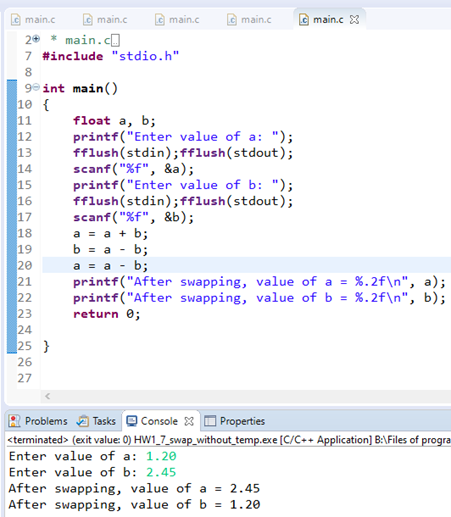 main.c main.c main.c main.c main.c
2 * main.c
7 #include "stdio.h"
8
9 int main()
10 {
11     float a, b;
12     printf("Enter value of a: ");
13     fflush(stdin);fflush(stdout);
14     scanf("%f", &a);
15     printf("Enter value of b: ");
16     fflush(stdin);fflush(stdout);
17     scanf("%f", &b);
18     a = a + b;
19     b = a - b;
20     a = a - b;
21     printf("After swapping, value of a = %.2f\n", a);
22     printf("After swapping, value of b = %.2f\n", b);
23     return 0;
24
25 }
26
27
Problems Tasks Console Properties
<terminated> (exit value: 0) HW1_7_swap_without_temp.exe [C/C++ Application] B:\Files of progra
Enter value of a: 1.20
Enter value of b: 2.45
After swapping, value of a = 2.45
After swapping, value of b = 1.20